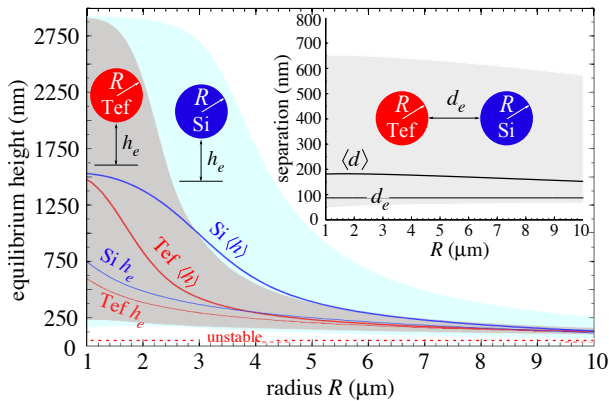 equilibrium height (nm)
2750
2250
1750
1250
750
250
0
1 2 3 4 5 6 7 8 9 10
radius R (μm)
R
Tef
h_e
R
Si
h_e
Si ⟨h⟩
Tef ⟨h⟩
Si h_e
Tef h_e
unstable
separation (nm)
800
700
600
500
400
300
200
100
0
1 2 3 4 5 6 7 8 9 10
R (μm)
R
Tef
d_e
R
Si
⟨d⟩
d_e